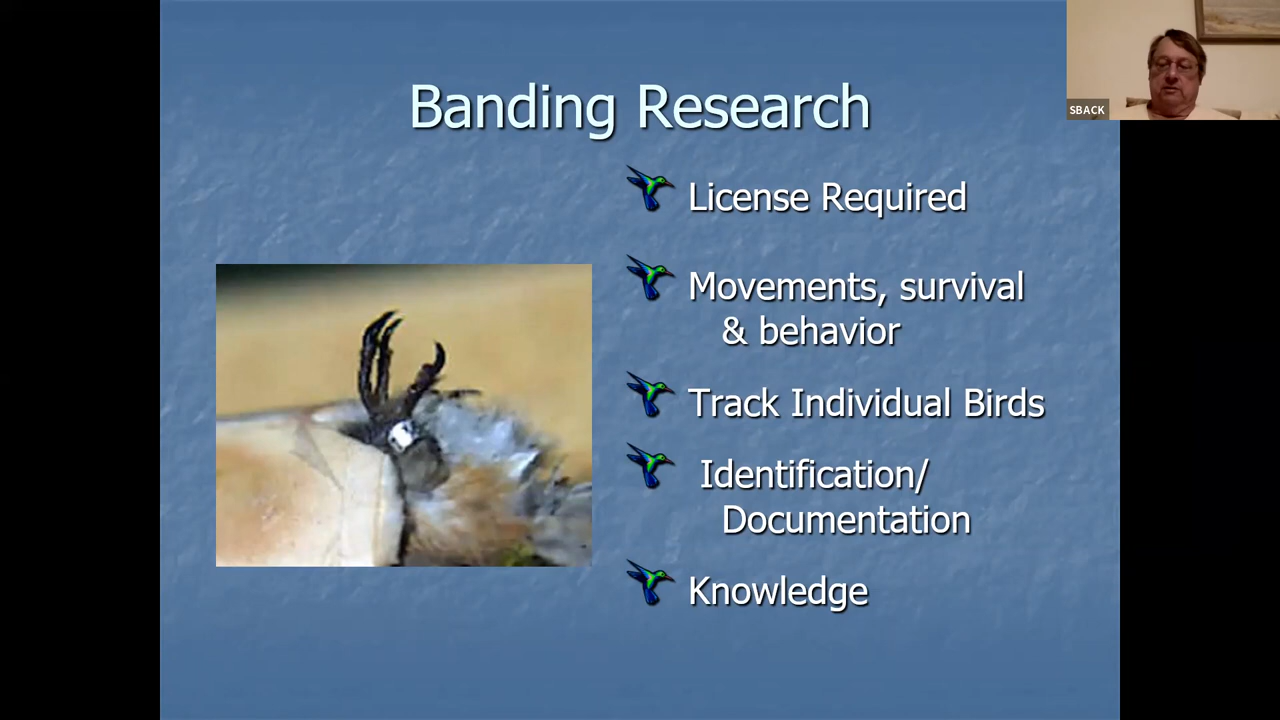 Banding Research
SBACK
License Required
Movements, survival
& behavior
Track Individual Birds
Identification/
Documentation
Knowledge